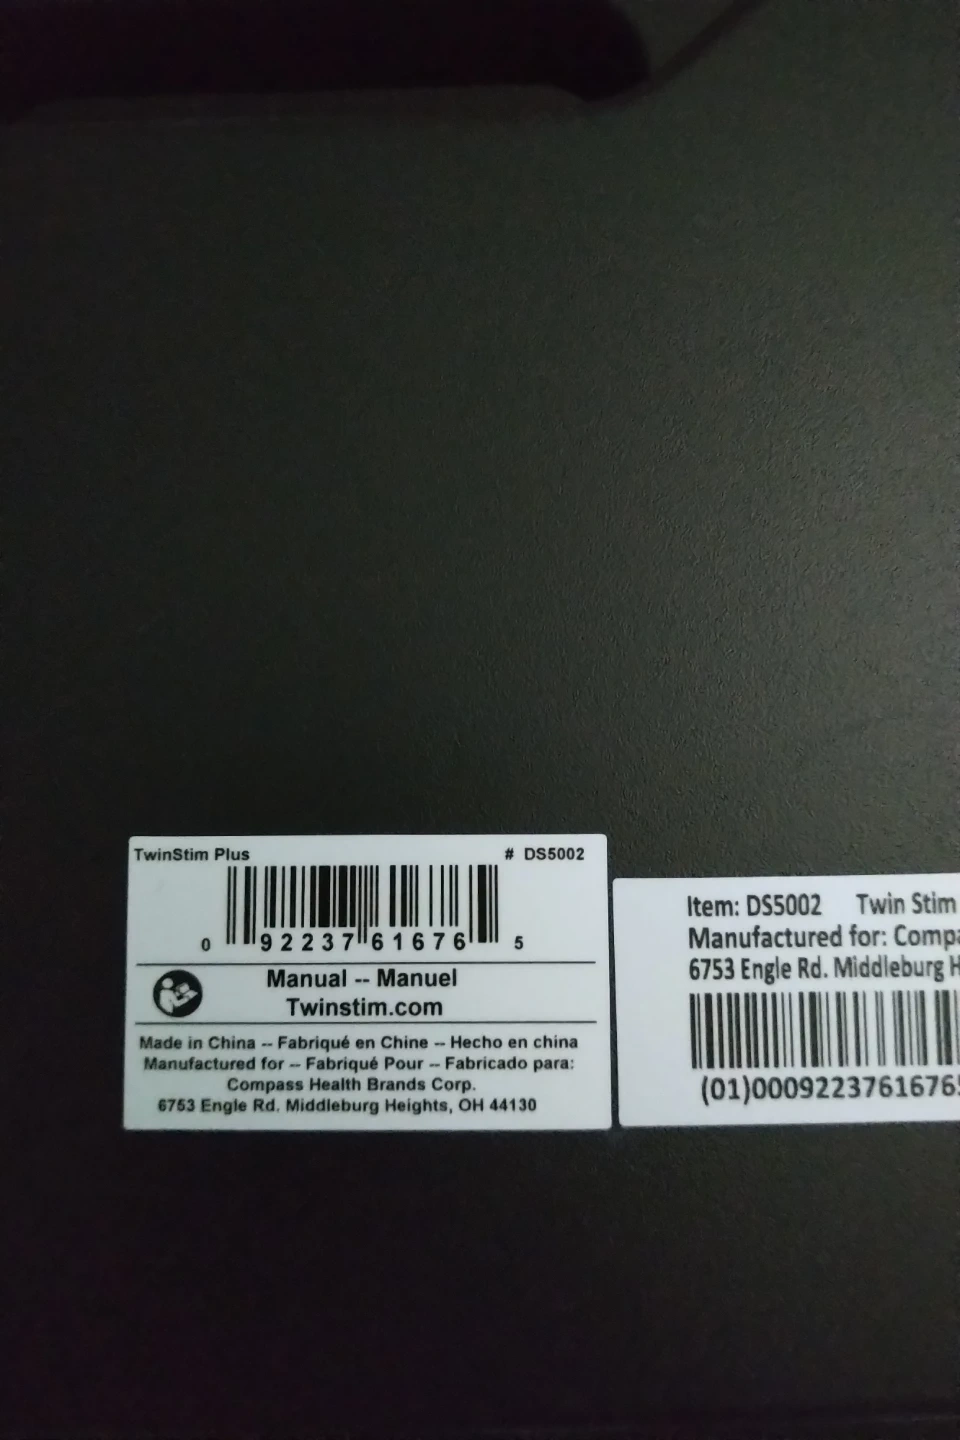 TwinStim Plus # DS5002
0 92237 61676 5
Manual -- Manuel
Twinstim.com
Made in China -- Fabriqué en Chine -- Hecho en china
Manufactured for -- Fabriqué Pour -- Fabricado para:
Compass Health Brands Corp.
6753 Engle Rd. Middleburg Heights, OH 44130
Item: DS5002 Twin Stim
Manufactured for: Compa
6753 Engle Rd. Middleburg H
(01)00092237616765